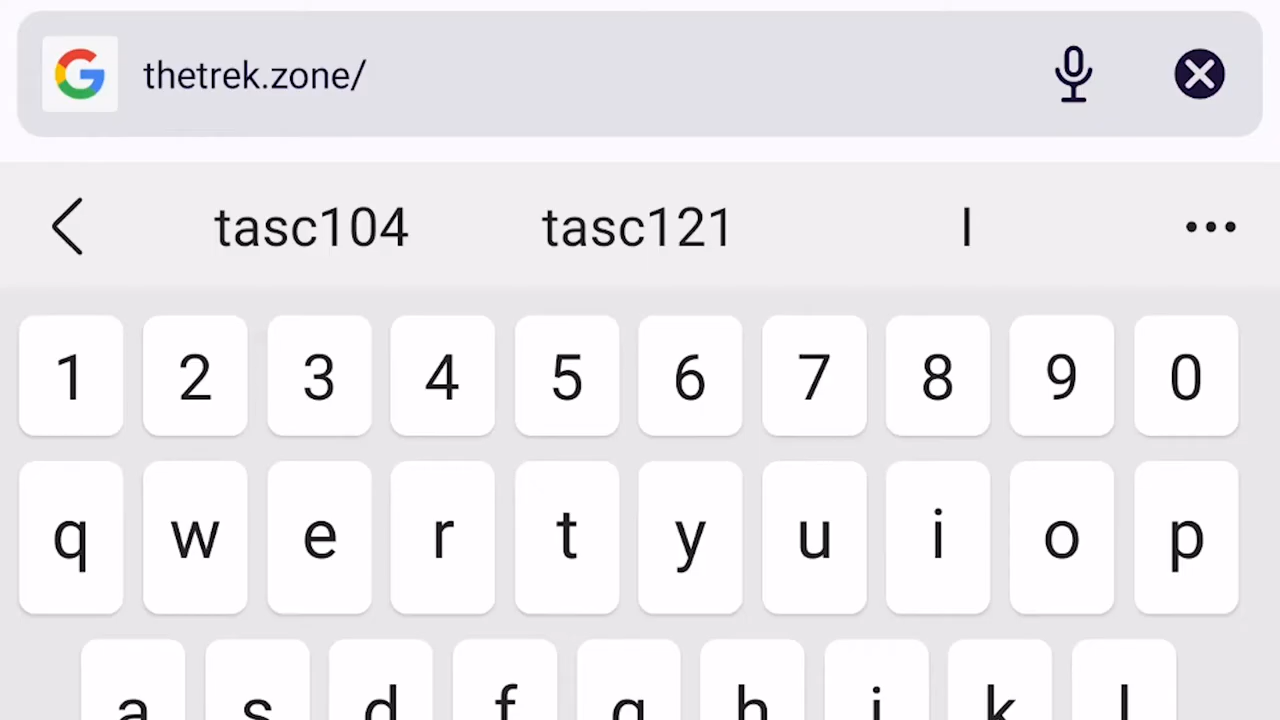 thetrek.zone/
tasc104 tasc121 I
1 2 3 4 5 6 7 8 9 0
q w e r t y u i o p
a s d f g h j k l